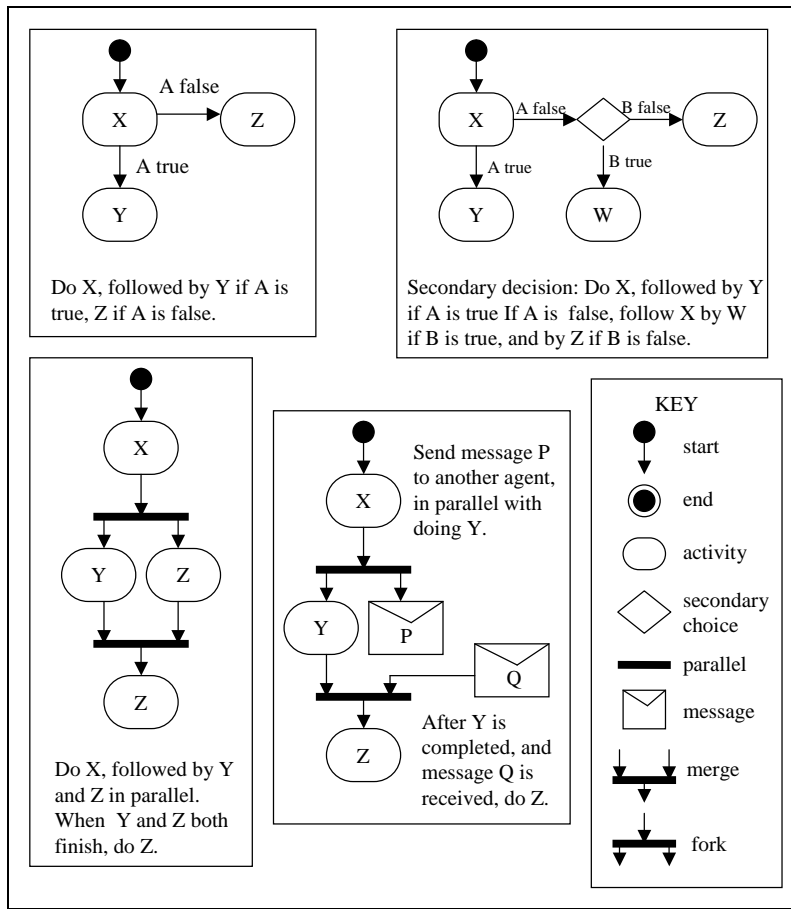 A false
X
Z
A true
Y
Do X, followed by Y if A is
true, Z if A is false.
X
A false
B false
Z
A true
B true
Y
W
Secondary decision: Do X, followed by Y
if A is true If A is false, follow X by W
if B is true, and by Z if B is false.
X
Y
Z
Z
Do X, followed by Y
and Z in parallel.
When Y and Z both
finish, do Z.
Send message P
to another agent,
in parallel with
doing Y.
X
Y
P
Q
Z
After Y is
completed, and
message Q is
received, do Z.
KEY
start
end
activity
secondary
choice
parallel
message
merge
fork